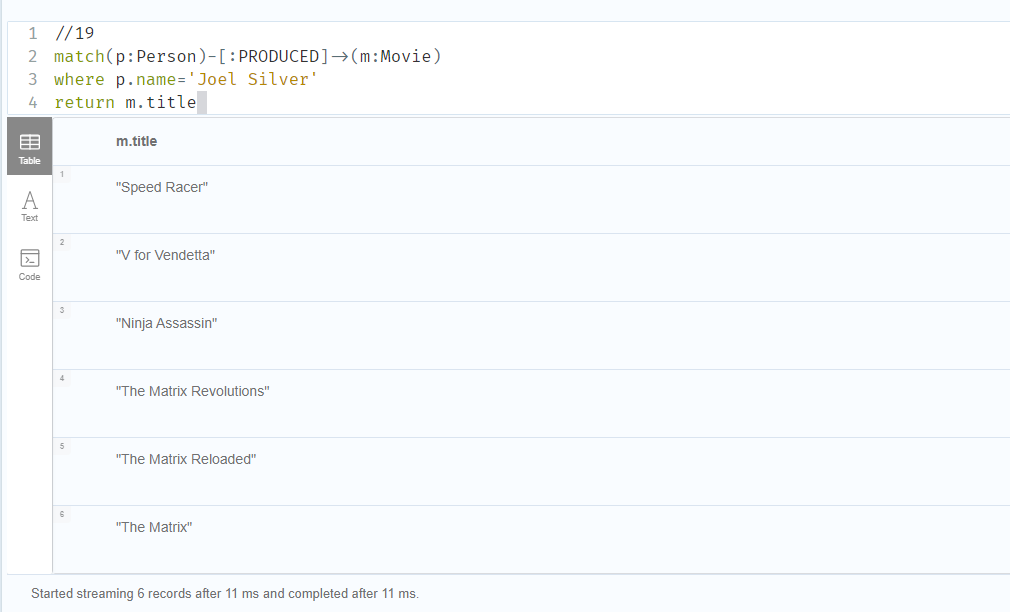 1 //19
2 match(p:Person)-[:PRODUCED]->(m:Movie)
3 where p.name='Joel Silver'
4 return m.title
Table
m.title
1
"Speed Racer"
Text
2
"V for Vendetta"
Code
3
"Ninja Assassin"
4
"The Matrix Revolutions"
5
"The Matrix Reloaded"
6
"The Matrix"
Started streaming 6 records after 11 ms and completed after 11 ms.